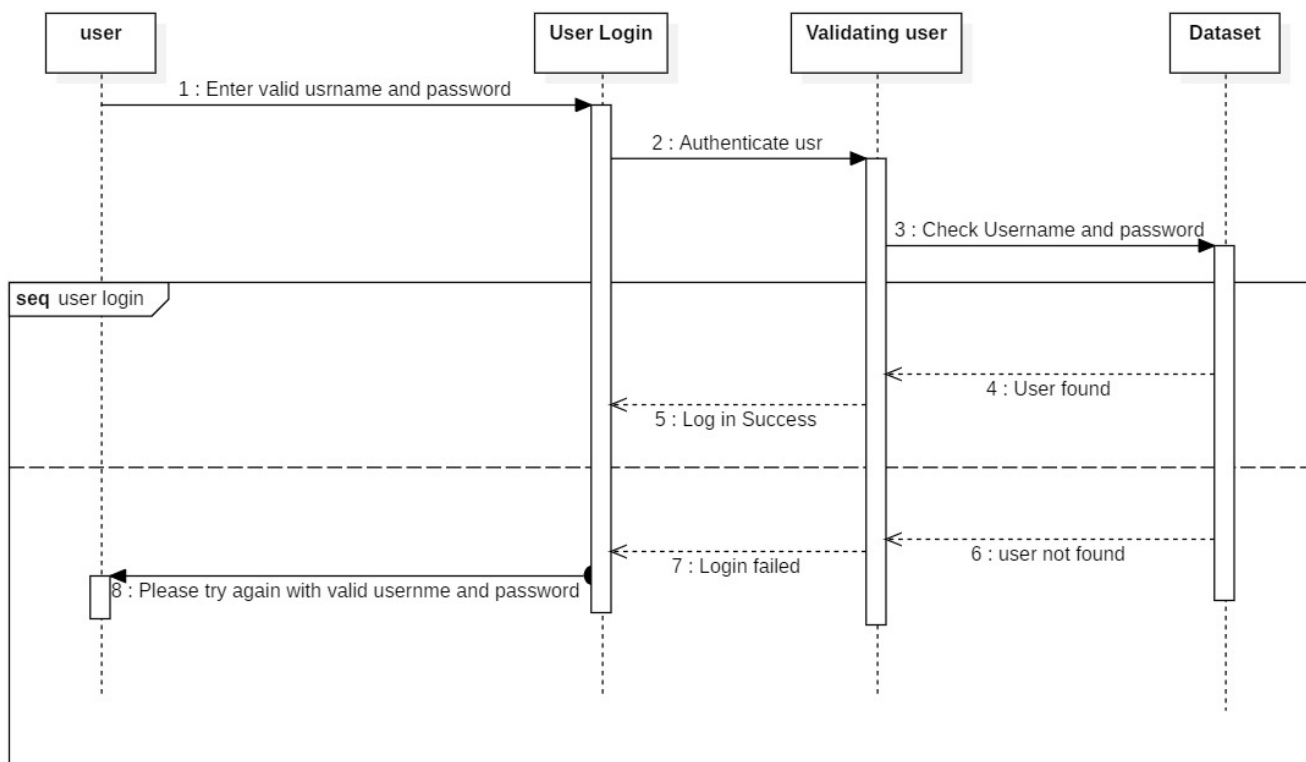 user
User Login
Validating user
Dataset
1 : Enter valid usrname and password
2 : Authenticate usr
3 : Check Username and password
seq user login
4 : User found
5 : Log in Success
6 : user not found
7 : Login failed
8 : Please try again with valid usernme and password